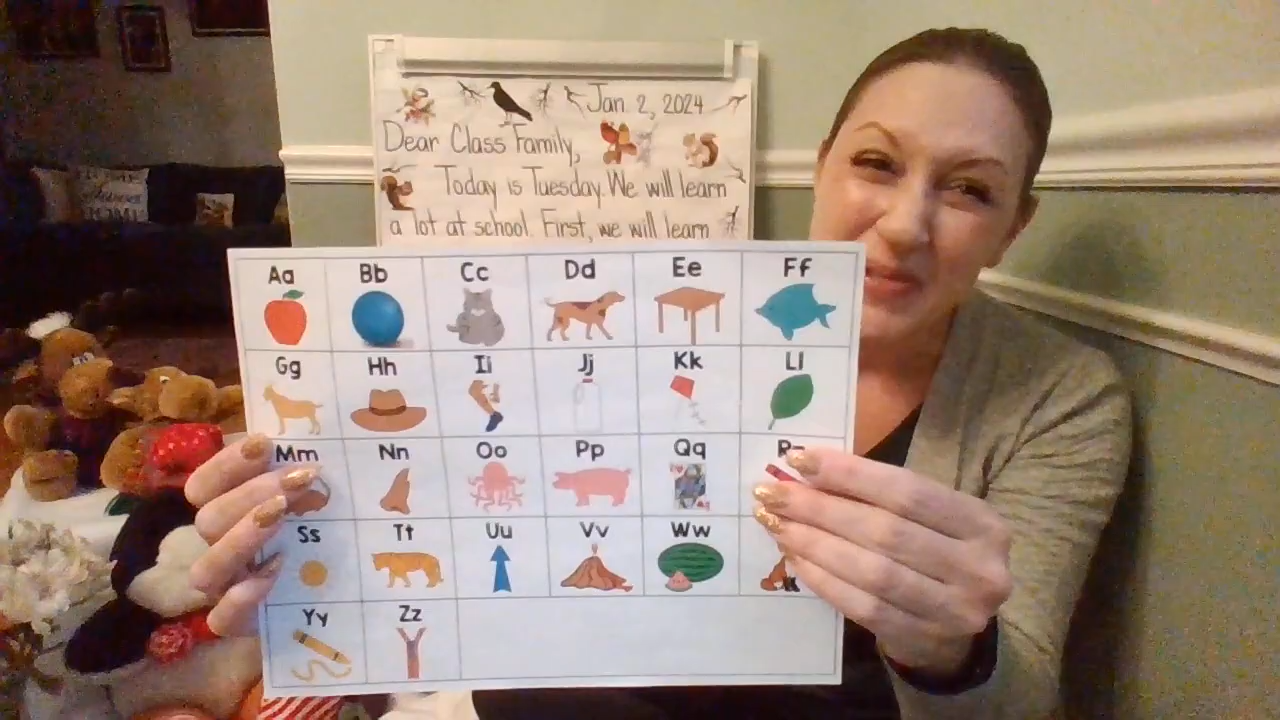 Jan. 2, 2024
Dear Class Family,
Today is Tuesday. We will learn
a lot at school. First, we will learn
Aa Bb Cc Dd Ee Ff
Gg Hh Ii Jj Kk Ll
Mm Nn Oo Pp Qq
Ss Tt Uu Vv Ww
Yy Zz
HOME